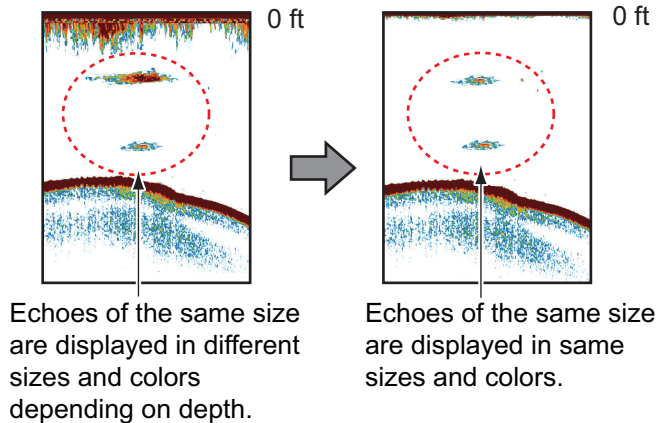 0 ft
0 ft
Echoes of the same size
are displayed in different
sizes and colors
depending on depth.
Echoes of the same size
are displayed in same
sizes and colors.